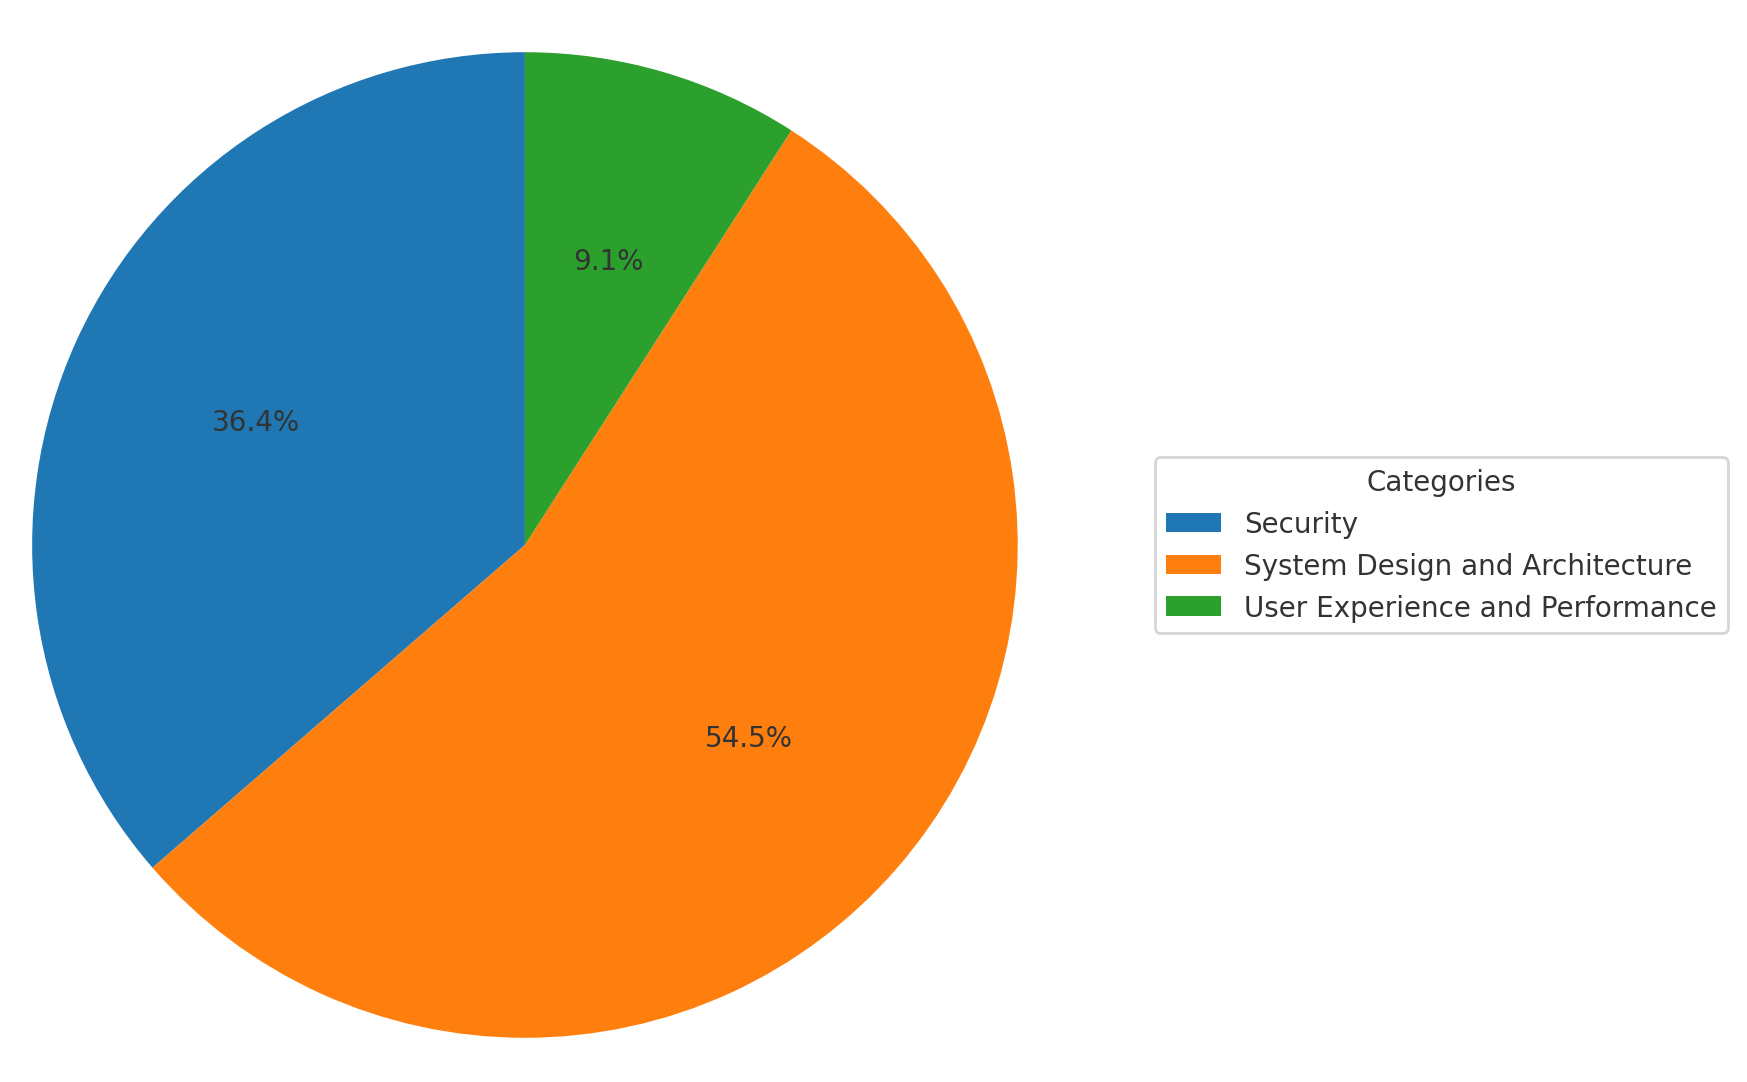 9.1%
36.4%
54.5%
Categories
Security
System Design and Architecture
User Experience and Performance